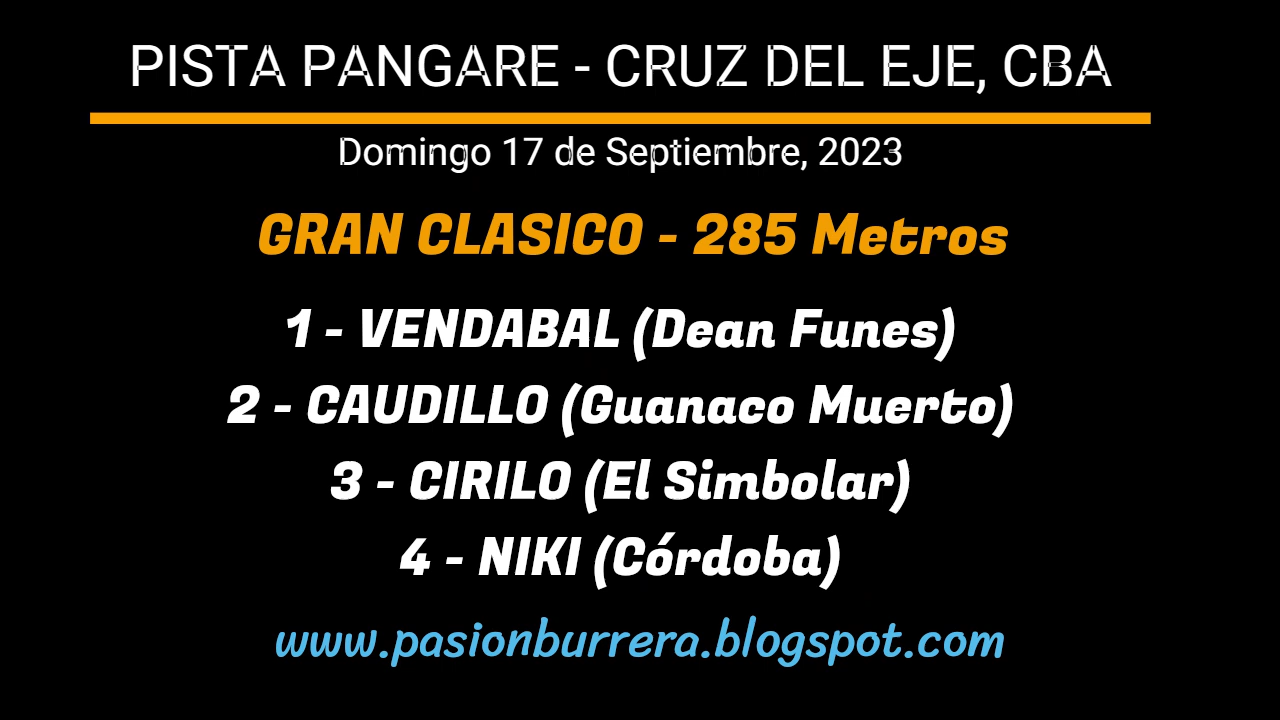 PISTA PANGARE - CRUZ DEL EJE, CBA
Domingo 17 de Septiembre, 2023
GRAN CLASICO - 285 Metros
1 - VENDABAL (Dean Funes)
2 - CAUDILLO (Guanaco Muerto)
3 - CIRILO (El Simbolar)
4 - NIKI (Córdoba)
www.pasionburrera.blogspot.com